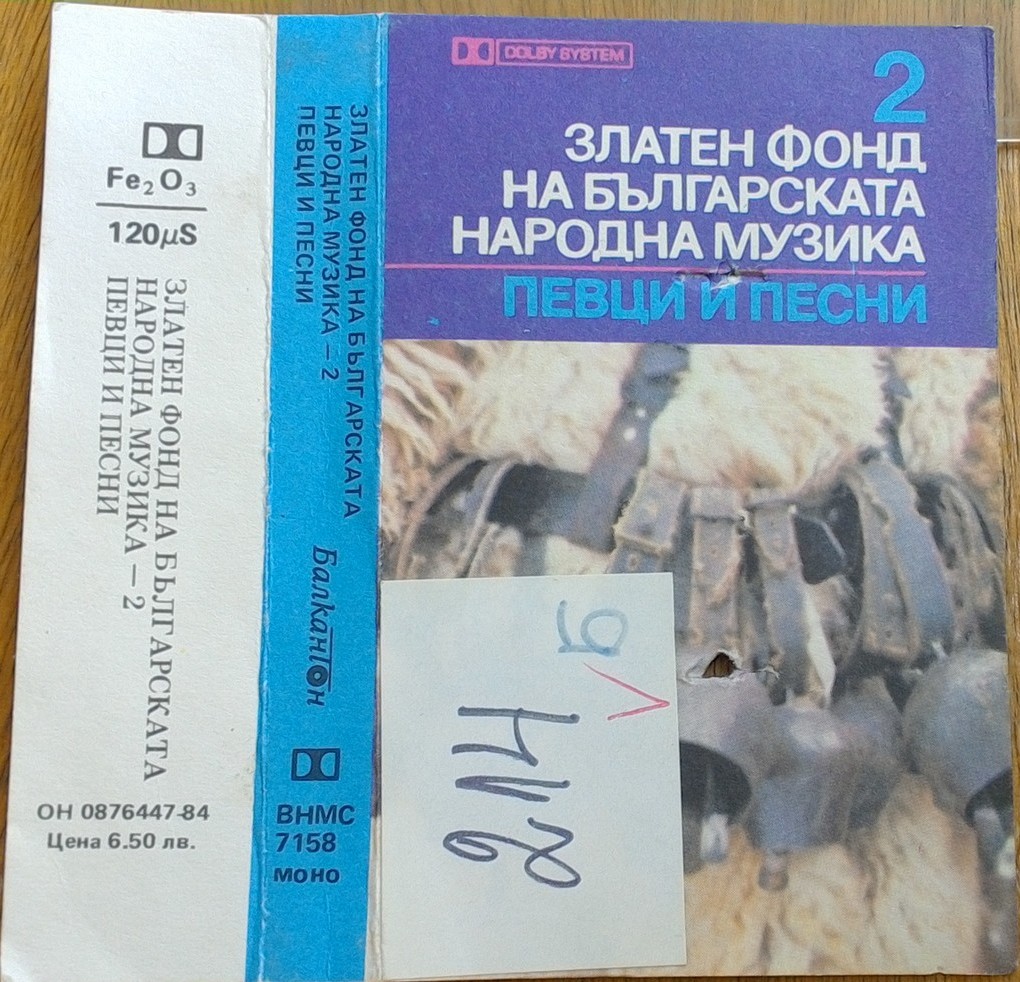 Fe₂O₃
120µS
ЗЛАТЕН ФОНД НА БЪЛГАРСКАТА
НАРОДНА МУЗИКА – 2
ПЕВЦИ И ПЕСНИ
ОН 0876447-84
Цена 6.50 лв.
ЗЛАТЕН ФОНД НА БЪЛГАРСКАТА
НАРОДНА МУЗИКА – 2
ПЕВЦИ И ПЕСНИ
Балкантон
ВНМС
7158
МОНО
DOLBY SYSTEM
2
ЗЛАТЕН ФОНД
НА БЪЛГАРСКАТА
НАРОДНА МУЗИКА
ПЕВЦИ И ПЕСНИ